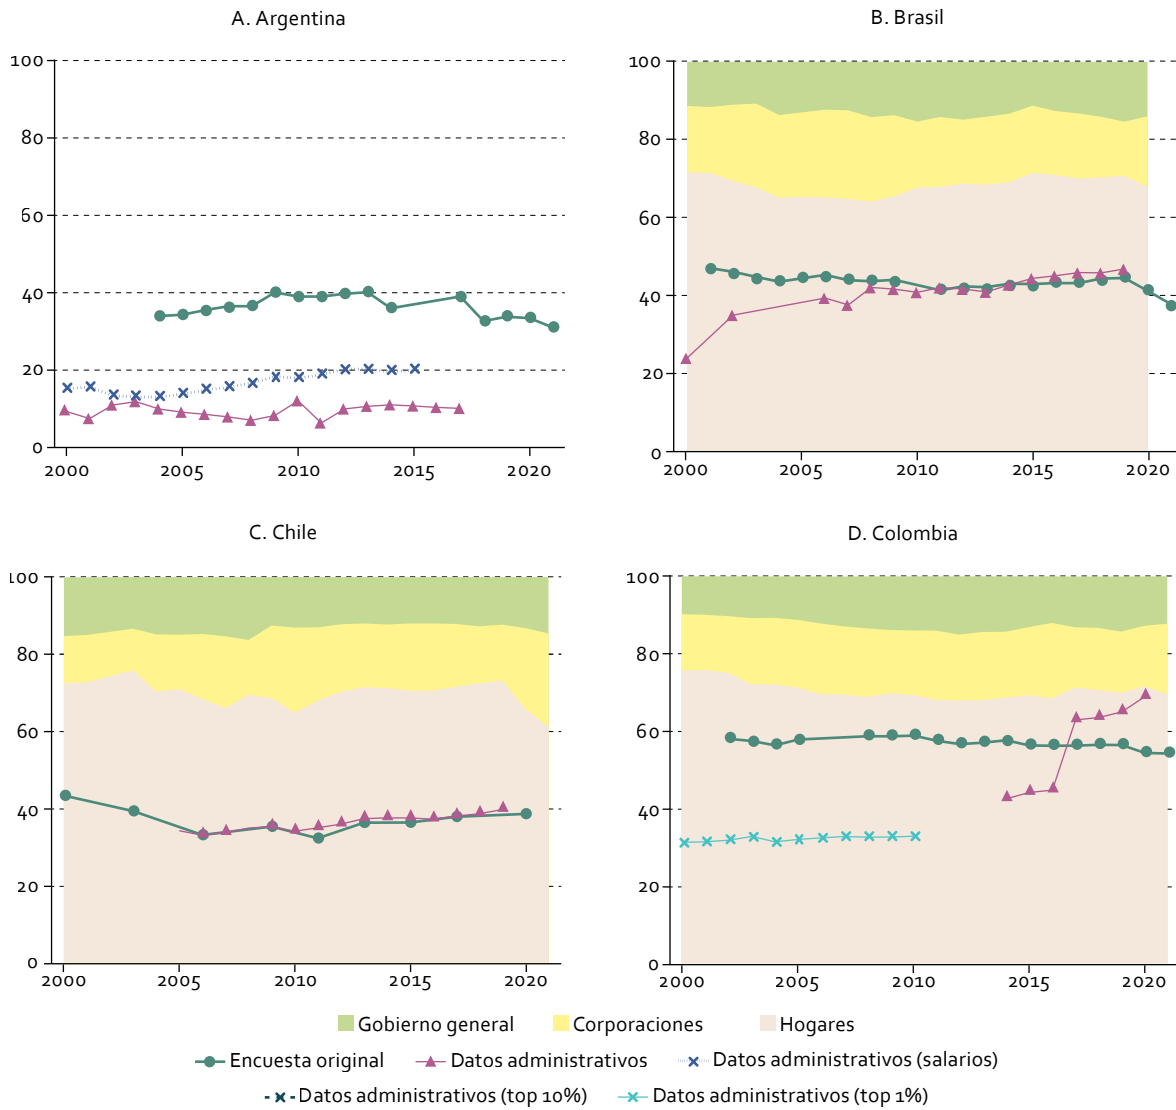 A. Argentina
B. Brasil
100
80
60
40
20
0
2000 2005 2010 2015 2020
100
80
60
40
20
0
2000 2005 2010 2015 2020
C. Chile
D. Colombia
100
80
60
40
20
0
2000 2005 2010 2015 2020
100
80
60
40
20
0
2000 2005 2010 2015 2020
Gobierno general Corporaciones Hogares
Encuesta original Datos administrativos Datos administrativos (salarios)
Datos administrativos (top 10%) Datos administrativos (top 1%)